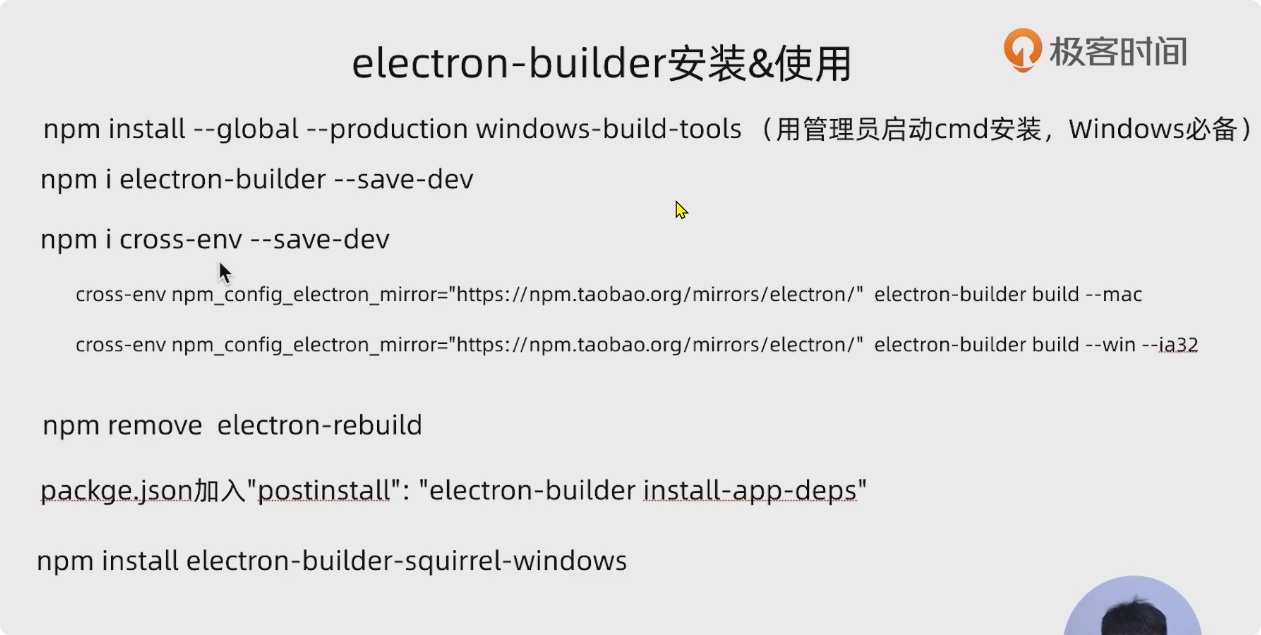 electron-builder安装&使用
极客时间
npm install --global --production windows-build-tools （用管理员启动cmd安装，Windows必备）
npm i electron-builder --save-dev
npm i cross-env --save-dev
cross-env npm_config_electron_mirror="https://npm.taobao.org/mirrors/electron/"  electron-builder build --mac
cross-env npm_config_electron_mirror="https://npm.taobao.org/mirrors/electron/"  electron-builder build --win --ia32
npm remove  electron-rebuild
packge.json加入"postinstall": "electron-builder install-app-deps"
npm install electron-builder-squirrel-windows